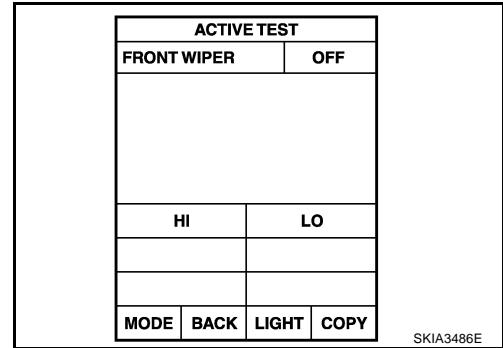 ACTIVE TEST
FRONT WIPER OFF
HI LO
MODE BACK LIGHT COPY
SKIA3486E